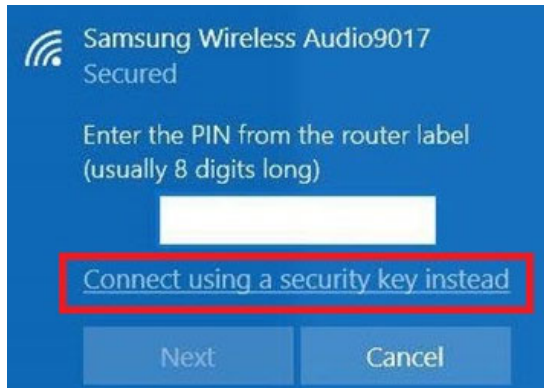 Samsung Wireless Audio9017
Secured
Enter the PIN from the router label
(usually 8 digits long)
Connect using a security key instead
Next
Cancel